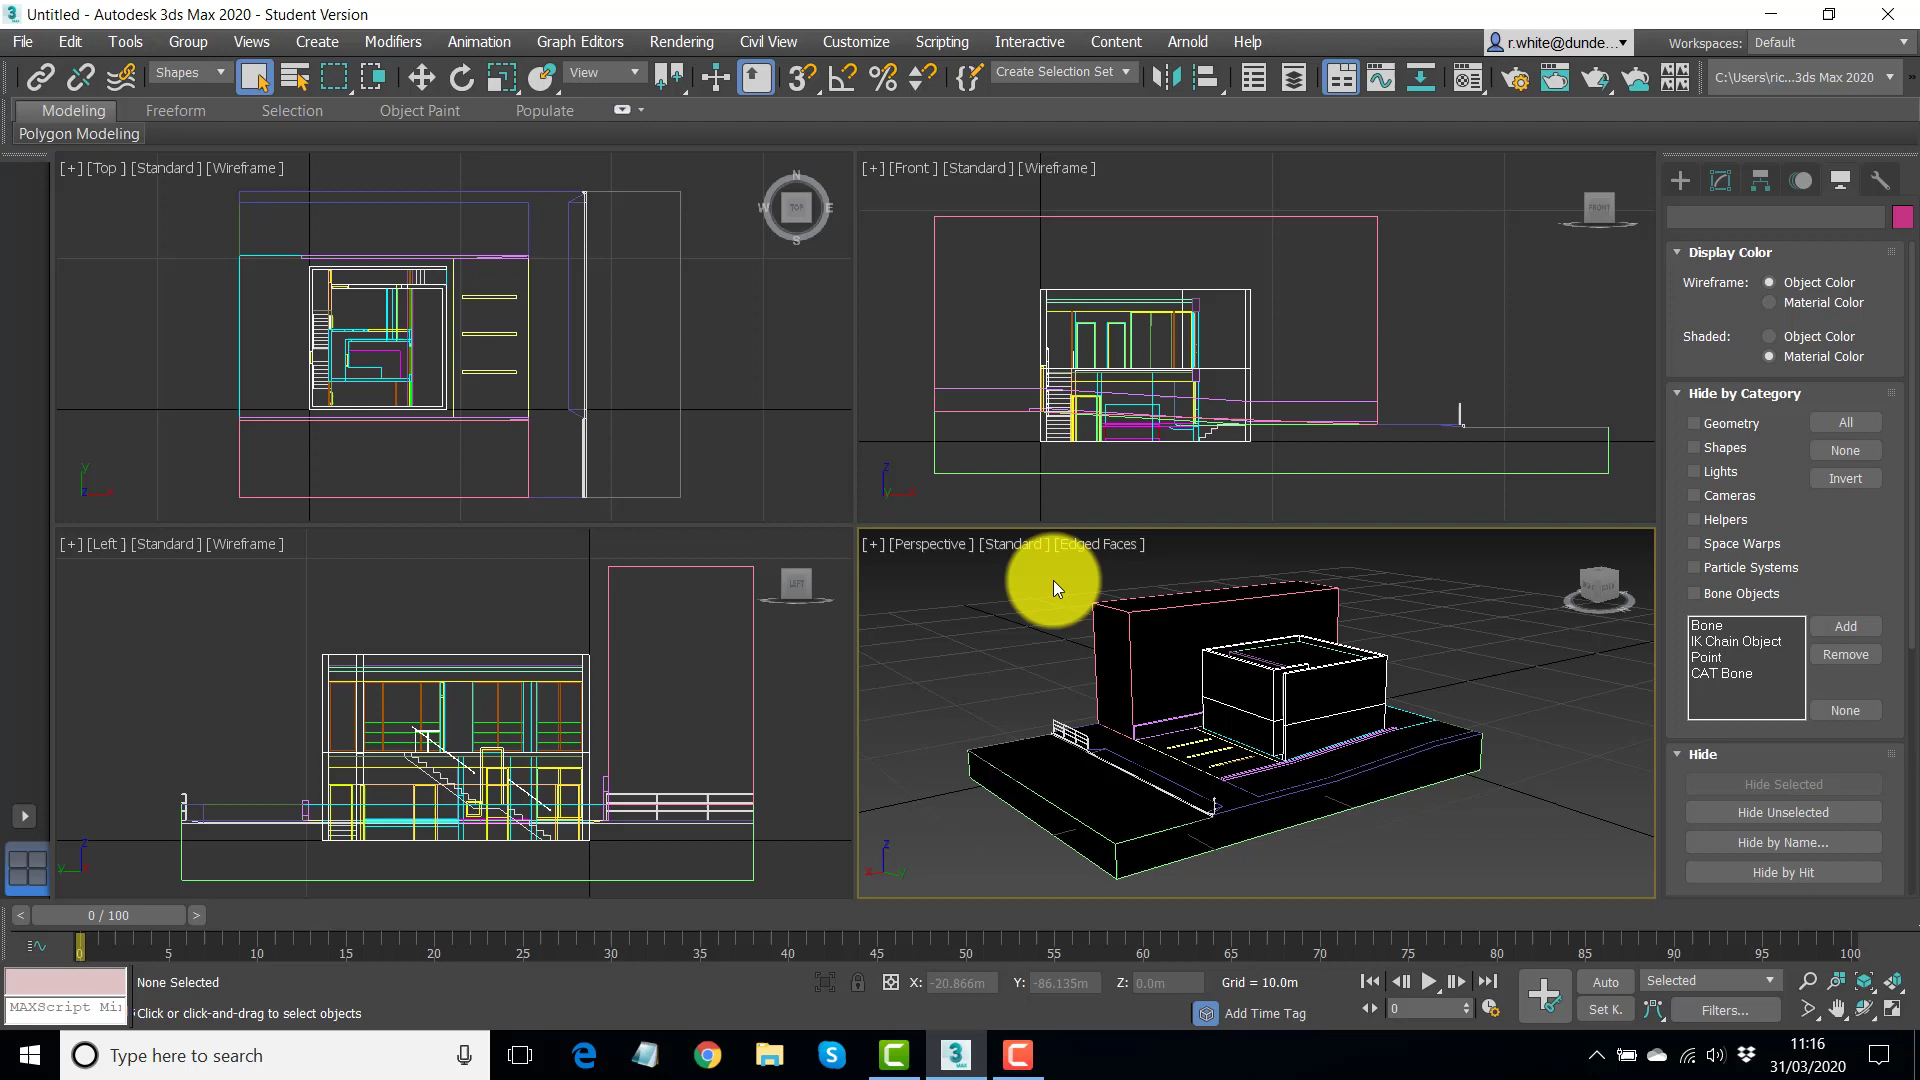 Untitled - Autodesk 3ds Max 2020 - Student Version
File Edit Tools Group Views Create Modifiers Animation Graph Editors Rendering Civil View Customize Scripting Interactive Content Arnold Help
r.white@dunde... Workspaces: Default
Shapes View Create Selection Set C:\Users\ric...3ds Max 2020
Modeling Freeform Selection Object Paint Populate
Polygon Modeling
[+] [Top ] [Standard ] [Wireframe ]
N
W TOP E
S
y
z x
[+] [Front ] [Standard ] [Wireframe ]
FRONT
z
y x
[+] [Left ] [Standard ] [Wireframe ]
LEFT
z
y x
[+] [Perspective ] [Standard ] [Edged Faces ]
z
x y
Display Color
Wireframe: Object Color
Material Color
Shaded: Object Color
Material Color
Hide by Category
Geometry All
Shapes None
Lights Invert
Cameras
Helpers
Space Warps
Particle Systems
Bone Objects
Bone Add
IK Chain Object
Point Remove
CAT Bone
None
Hide
Hide Selected
Hide Unselected
Hide by Name...
Hide by Hit
< 0 / 100 >
0 5 10 15 20 25 30 35 40 45 50 55 60 65 70 75 80 85 90 95 100
None Selected X: -20.866m Y: -86.135m Z: 0.0m Grid = 10.0m Auto Selected
MAXScript Mi Click or click-and-drag to select objects Add Time Tag 0 Set K. Filters...
Type here to search
3
MAX
11:16
31/03/2020